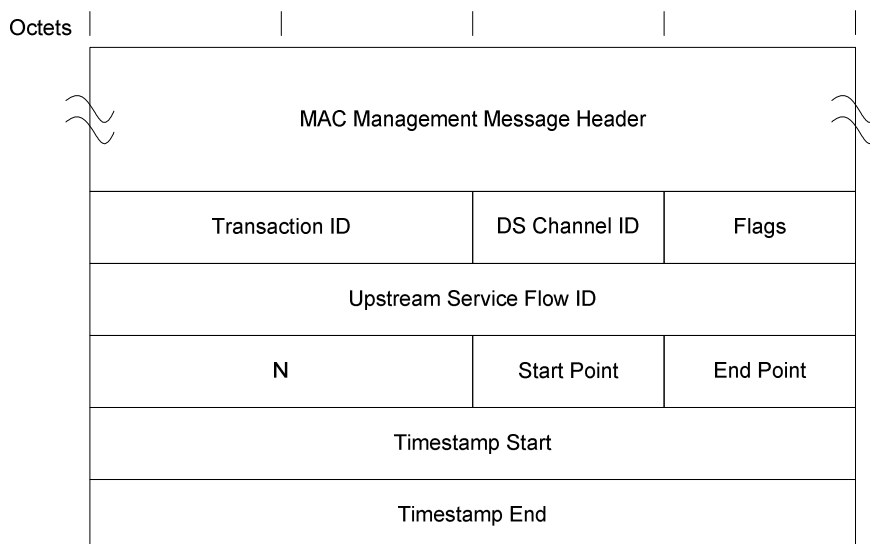 Octets
MAC Management Message Header
Transaction ID
DS Channel ID
Flags
Upstream Service Flow ID
N
Start Point
End Point
Timestamp Start
Timestamp End